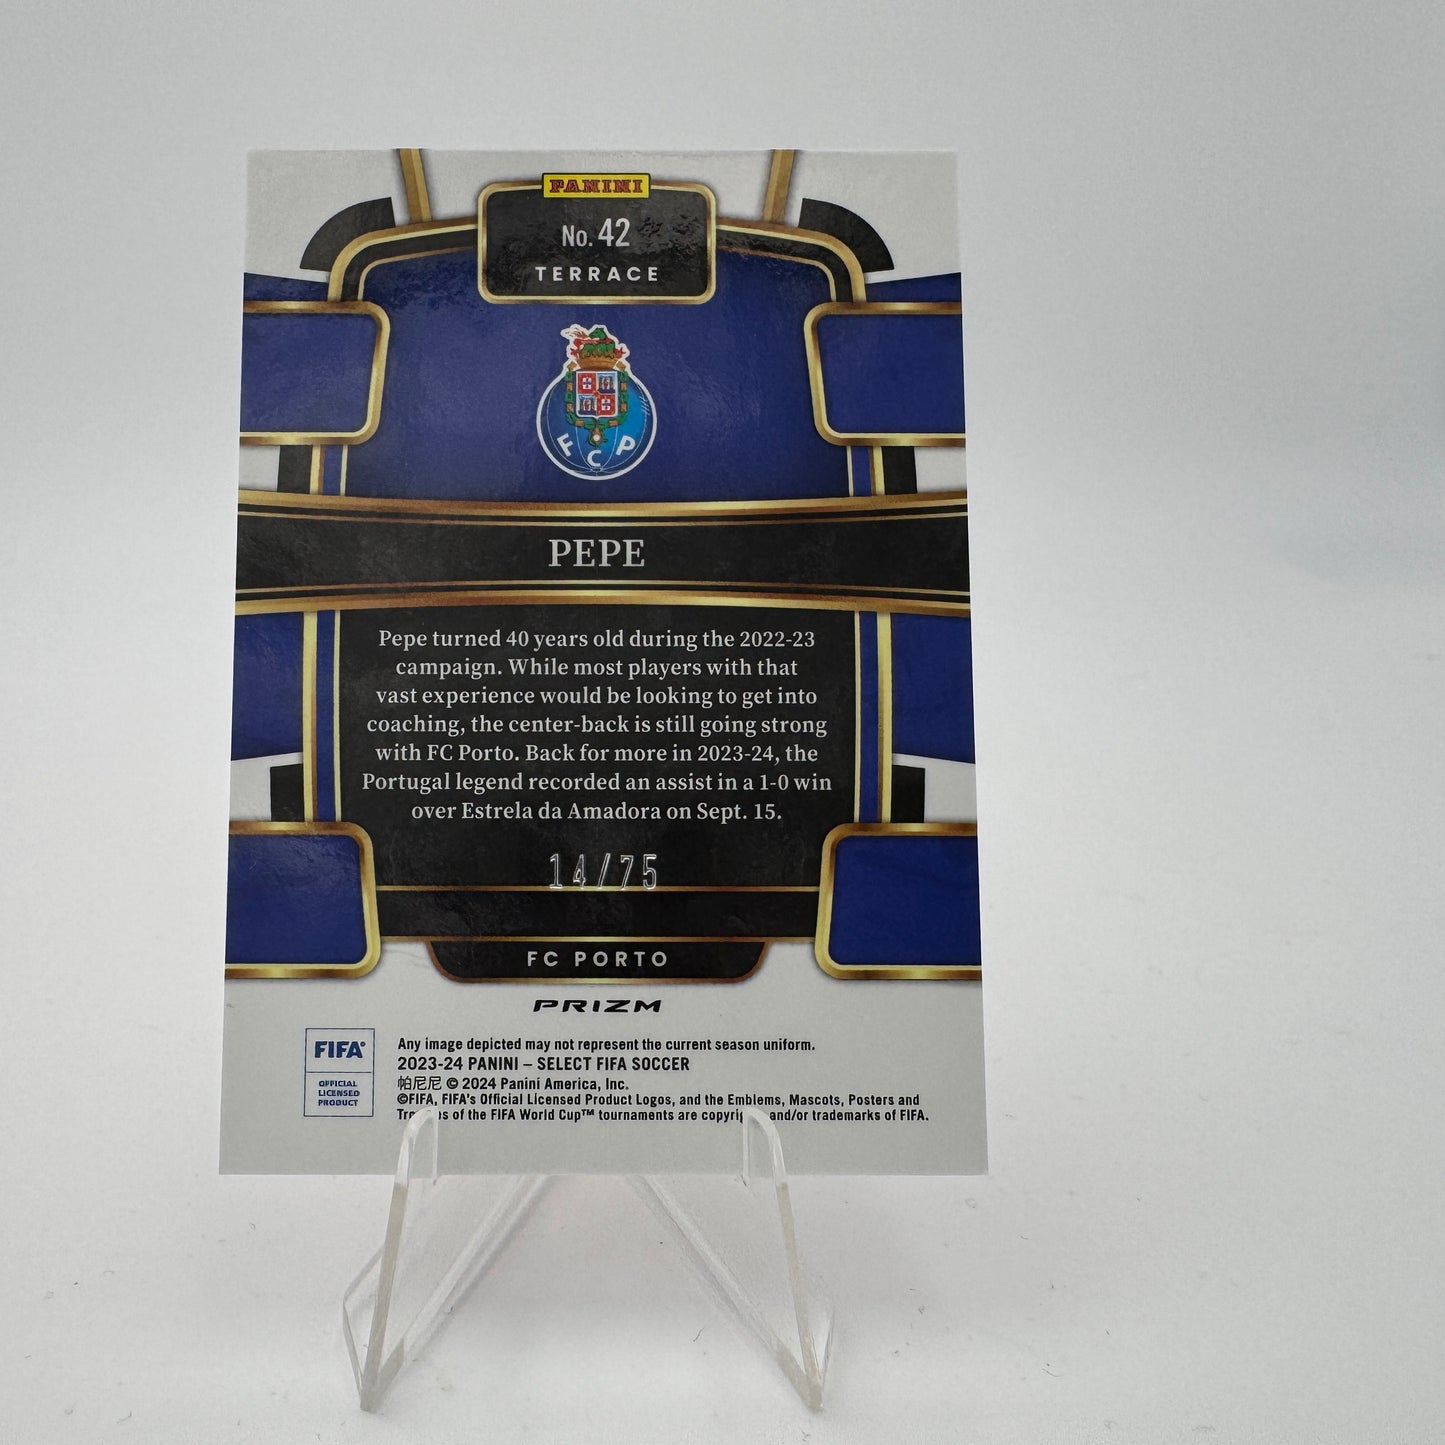 PANINI
No. 42
TERRACE
F C P
PEPE
Pepe turned 40 years old during the 2022-23
campaign. While most players with that
vast experience would be looking to get into
coaching, the center-back is still going strong
with FC Porto. Back for more in 2023-24, the
Portugal legend recorded an assist in a 1-0 win
over Estrela da Amadora on Sept. 15.
14/75
FC PORTO
PRIZM
FIFA®
OFFICIAL
LICENSED
PRODUCT
Any image depicted may not represent the current season uniform.
2023-24 PANINI – SELECT FIFA SOCCER
帕尼尼 © 2024 Panini America, Inc.
©FIFA, FIFA's Official Licensed Product Logos, and the Emblems, Mascots, Posters and
of the FIFA World Cup™ tournaments are and/or trademarks of FIFA.